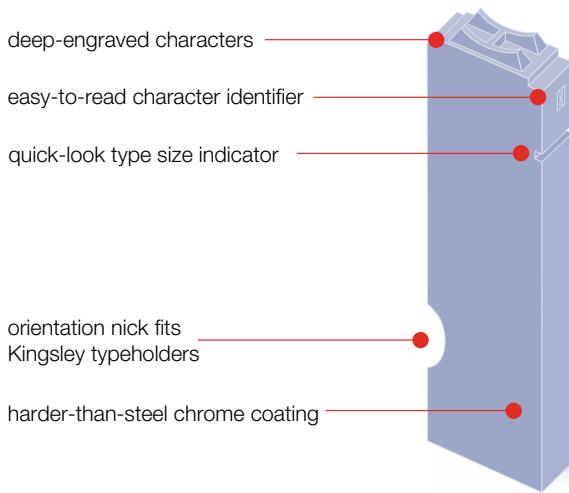 deep-engraved characters
easy-to-read character identifier
quick-look type size indicator
N
orientation nick fits
Kingsley typeholders
harder-than-steel chrome coating